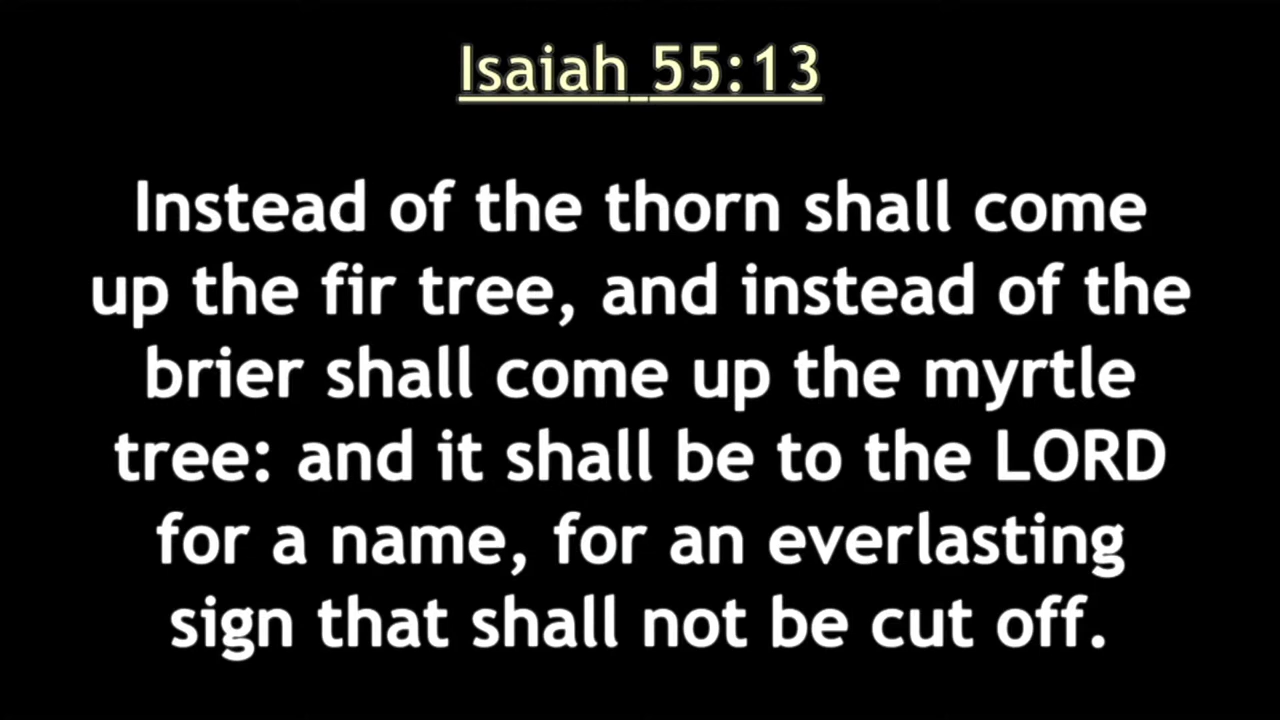 Isaiah 55:13
Instead of the thorn shall come
up the fir tree, and instead of the
brier shall come up the myrtle
tree: and it shall be to the LORD
for a name, for an everlasting
sign that shall not be cut off.